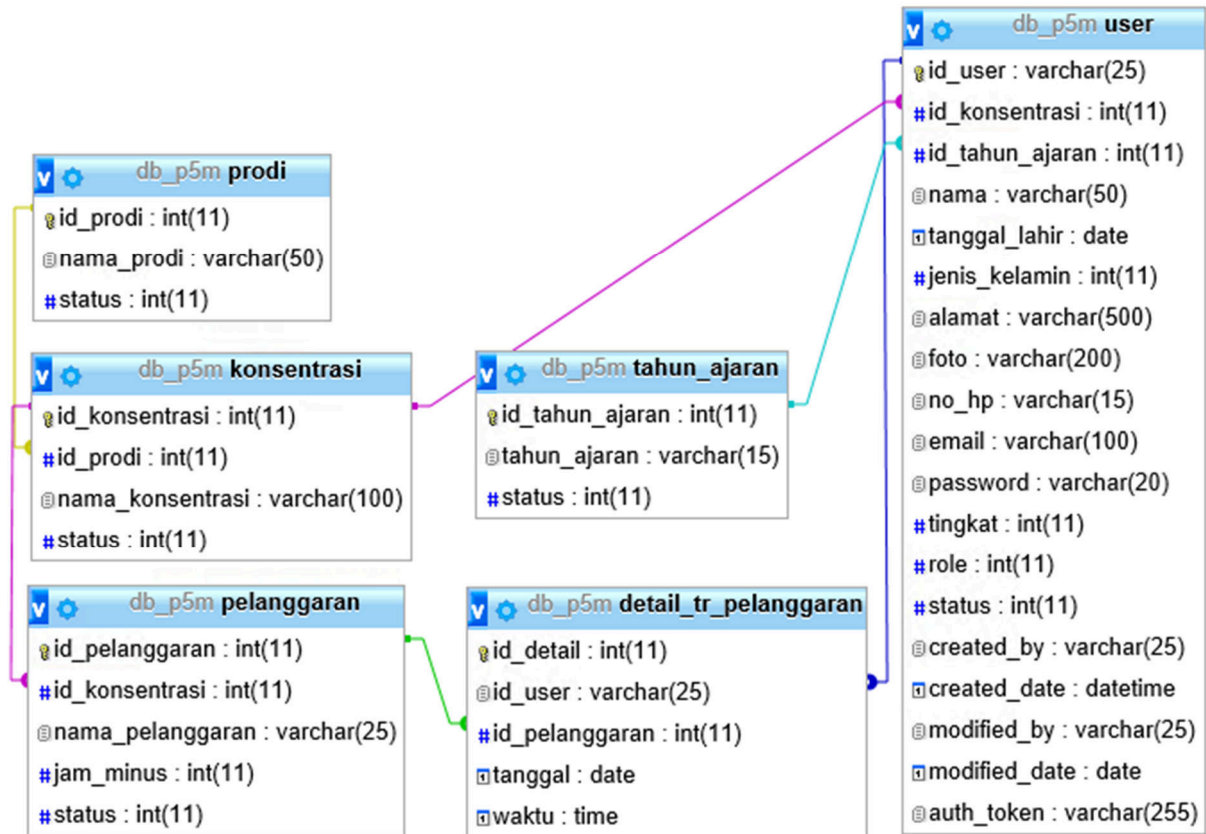 db_p5m prodi
id_prodi : int(11)
nama_prodi : varchar(50)
#status : int(11)
db_p5m konsentrasi
id_konsentrasi : int(11)
#id_prodi : int(11)
nama_konsentrasi : varchar(100)
#status : int(11)
db_p5m pelanggaran
id_pelanggaran : int(11)
#id_konsentrasi : int(11)
nama_pelanggaran : varchar(25)
#jam_minus : int(11)
#status : int(11)
db_p5m tahun_ajaran
id_tahun_ajaran : int(11)
tahun_ajaran : varchar(15)
#status : int(11)
db_p5m detail_tr_pelanggaran
id_detail : int(11)
id_user : varchar(25)
#id_pelanggaran : int(11)
tanggal : date
waktu : time
db_p5m user
id_user : varchar(25)
#id_konsentrasi : int(11)
#id_tahun_ajaran : int(11)
nama : varchar(50)
tanggal_lahir : date
#jenis_kelamin : int(11)
alamat : varchar(500)
foto : varchar(200)
no_hp : varchar(15)
email : varchar(100)
password : varchar(20)
#tingkat : int(11)
#role : int(11)
#status : int(11)
created_by : varchar(25)
created_date : datetime
modified_by : varchar(25)
modified_date : date
auth_token : varchar(255)